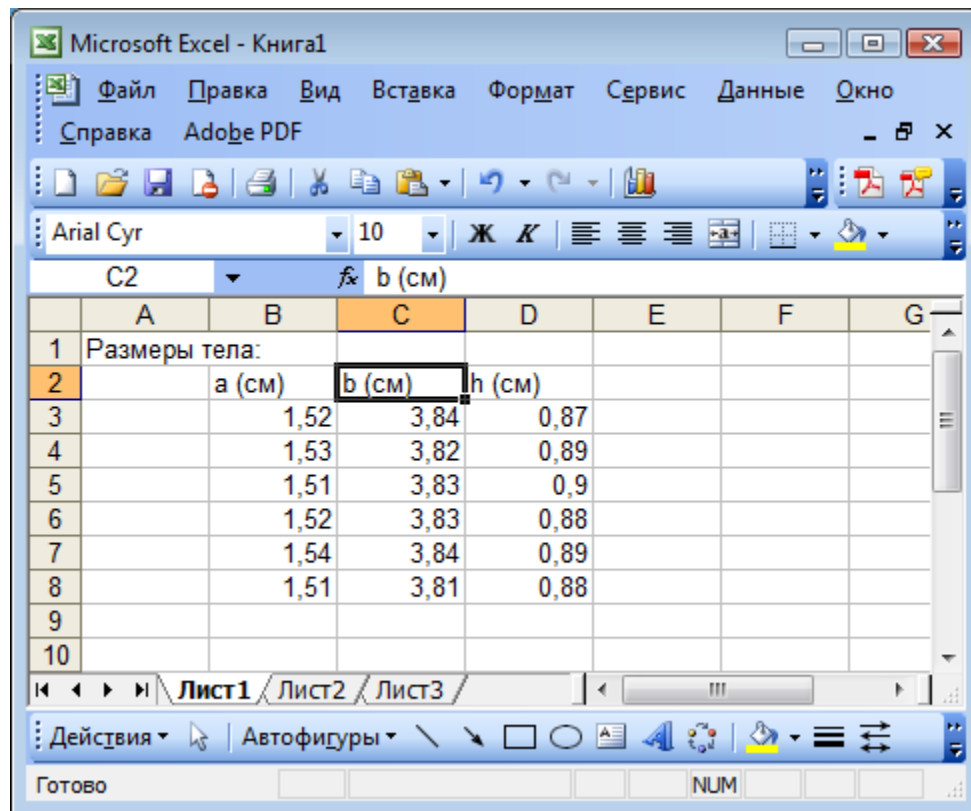 Microsoft Excel - Книга1
Файл Правка Вид Вставка Формат Сервис Данные Окно
Справка Adobe PDF
Arial Cyr 10 Ж К
C2 fx b (см)
A B C D E F G
1 Размеры тела:
2 a (см) b (см) h (см)
3 1,52 3,84 0,87
4 1,53 3,82 0,89
5 1,51 3,83 0,9
6 1,52 3,83 0,88
7 1,54 3,84 0,89
8 1,51 3,81 0,88
9
10
Лист1 Лист2 Лист3
Действия Автофигуры
Готово NUM